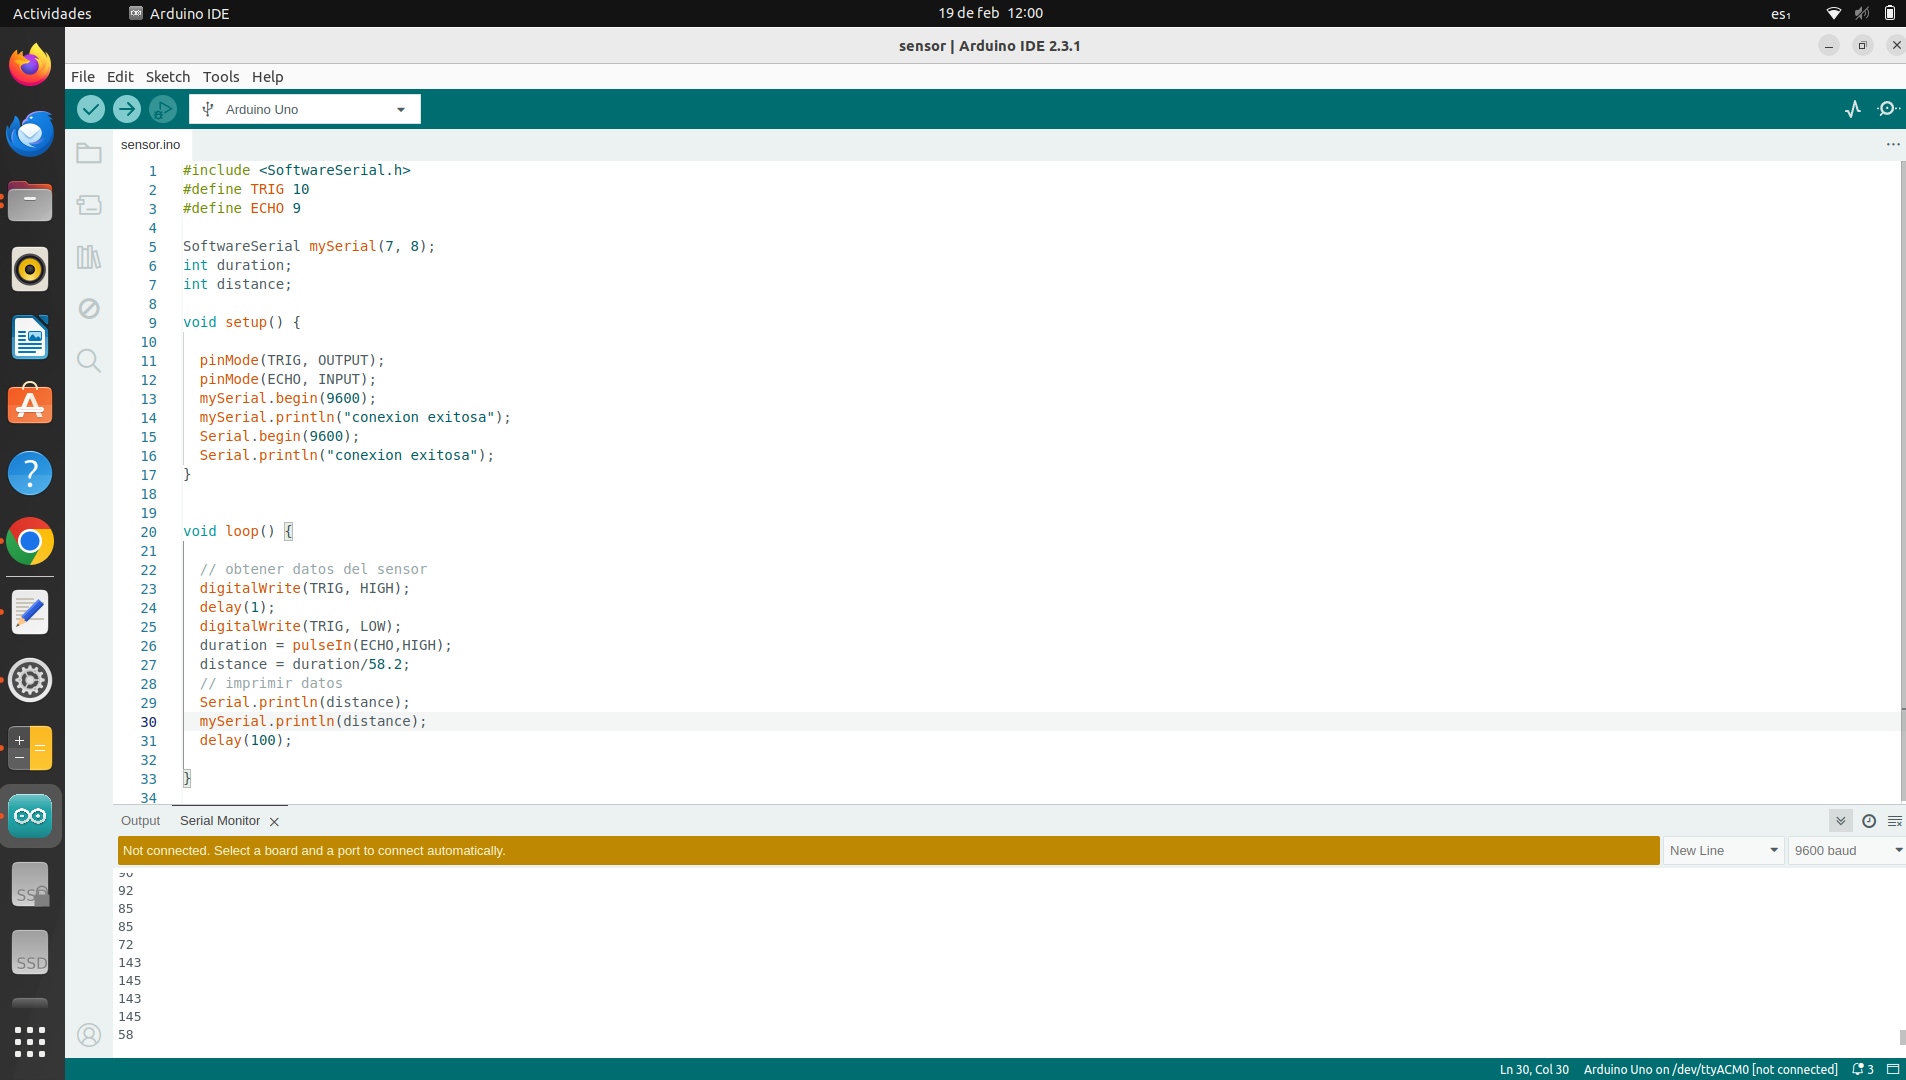 Actividades
Arduino IDE
19 de feb 12:00
es₁
sensor | Arduino IDE 2.3.1
File Edit Sketch Tools Help
Arduino Uno
sensor.ino
1 #include <SoftwareSerial.h>
2 #define TRIG 10
3 #define ECHO 9
4
5 SoftwareSerial mySerial(7, 8);
6 int duration;
7 int distance;
8
9 void setup() {
10
11 pinMode(TRIG, OUTPUT);
12 pinMode(ECHO, INPUT);
13 mySerial.begin(9600);
14 mySerial.println("conexion exitosa");
15 Serial.begin(9600);
16 Serial.println("conexion exitosa");
17 }
18
19
20 void loop() {
21
22 // obtener datos del sensor
23 digitalWrite(TRIG, HIGH);
24 delay(1);
25 digitalWrite(TRIG, LOW);
26 duration = pulseIn(ECHO,HIGH);
27 distance = duration/58.2;
28 // imprimir datos
29 Serial.println(distance);
30 mySerial.println(distance);
31 delay(100);
32
33 }
34
Output Serial Monitor
Not connected. Select a board and a port to connect automatically.
New Line
9600 baud
92
85
85
72
143
145
143
145
58
SSD
SSD
Ln 30, Col 30 Arduino Uno on /dev/ttyACM0 [not connected] 3